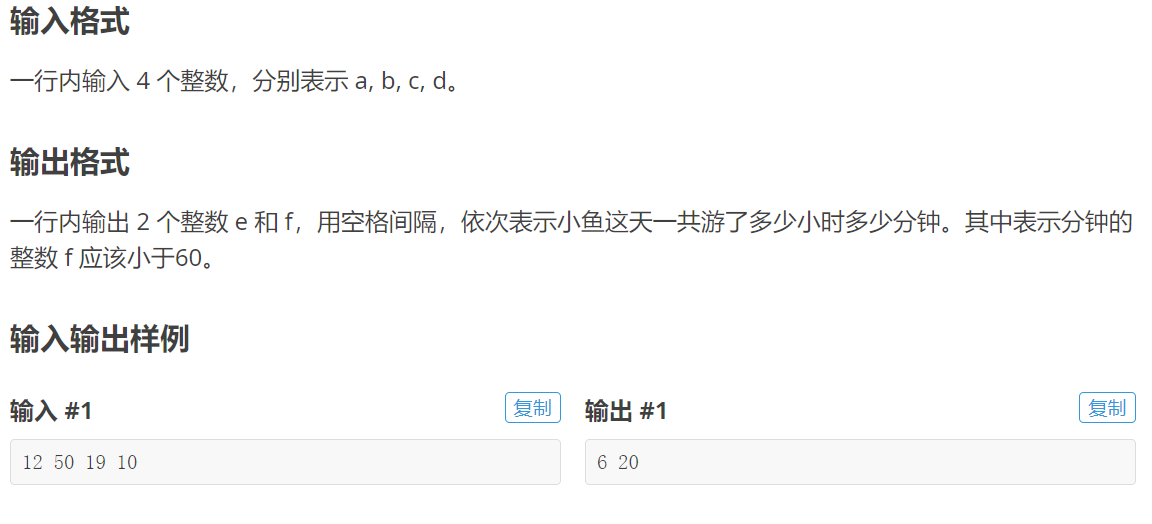 输入格式
一行内输入 4 个整数，分别表示 a, b, c, d。
输出格式
一行内输出 2 个整数 e 和 f，用空格间隔，依次表示小鱼这天一共游了多少小时多少分钟。其中表示分钟的
整数 f 应该小于60。
输入输出样例
输入 #1
复制
12 50 19 10
输出 #1
复制
6 20